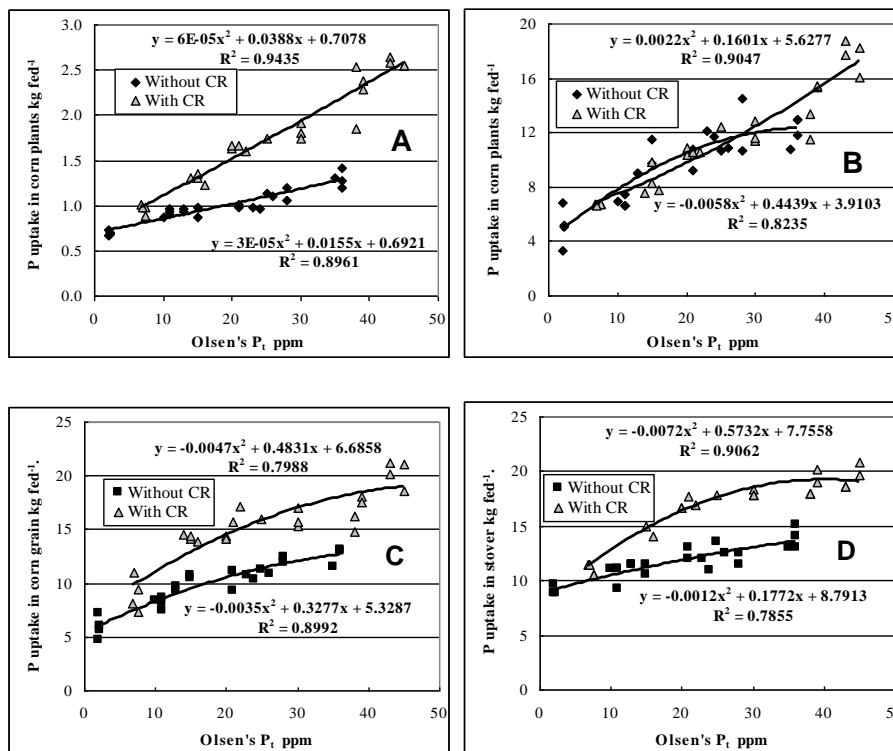 y = 6E-05x² + 0.0388x + 0.7078
R² = 0.9435
Without CR
With CR
A
y = 3E-05x² + 0.0155x + 0.6921
R² = 0.8961
P uptake in corn plants kg fed⁻¹
3.0
2.5
2.0
1.5
1.0
0.5
0.0
0 10 20 30 40 50
Olsen's Pt ppm
y = 0.0022x² + 0.1601x + 5.6277
R² = 0.9047
Without CR
With CR
B
y = -0.0058x² + 0.4439x + 3.9103
R² = 0.8235
P uptake in corn plants kg fed⁻¹
20
16
12
8
4
0
0 10 20 30 40
Olsen's Pt ppm
y = -0.0047x² + 0.4831x + 6.6858
R² = 0.7988
Without CR
With CR
C
y = -0.0035x² + 0.3277x + 5.3287
R² = 0.8992
P uptake in corn grain kg fed⁻¹.
25
20
15
10
5
0
0 10 20 30 40 50
Olsen's Pt ppm
y = -0.0072x² + 0.5732x + 7.7558
R² = 0.9062
Without CR
With CR
D
y = -0.0012x² + 0.1772x + 8.7913
R² = 0.7855
P uptake in stover kg fed⁻¹.
25
20
15
10
5
0
0 10 20 30 40
Olsen's Pt ppm